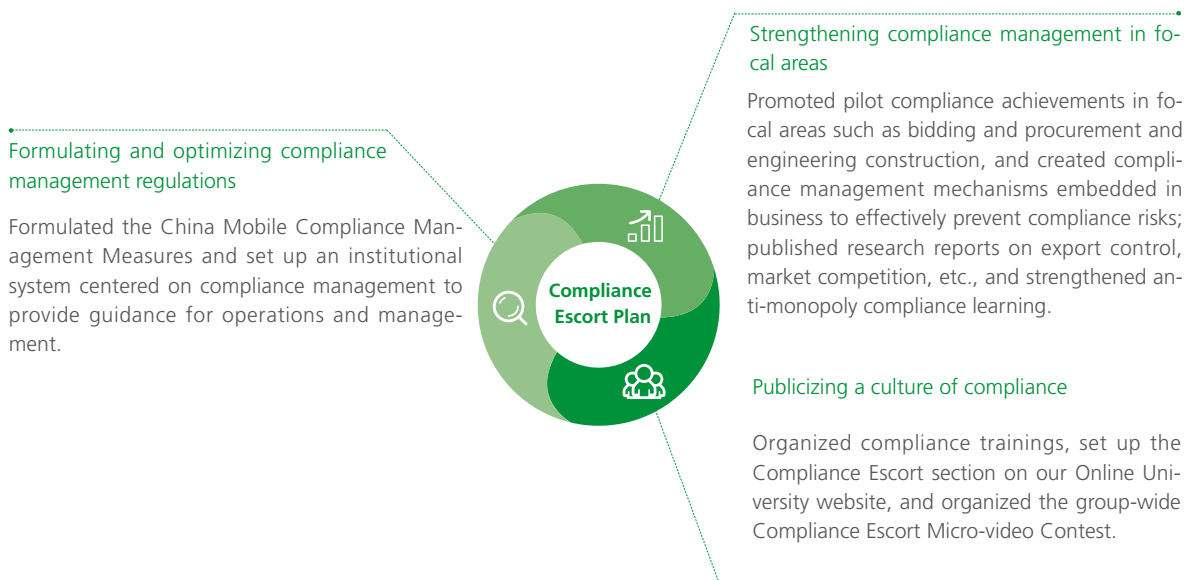 Formulating and optimizing compliance
management regulations
Formulated the China Mobile Compliance Man-
agement Measures and set up an institutional
system centered on compliance management to
provide guidance for operations and manage-
ment.
Compliance
Escort Plan
Strengthening compliance management in fo-
cal areas
Promoted pilot compliance achievements in fo-
cal areas such as bidding and procurement and
engineering construction, and created compli-
ance management mechanisms embedded in
business to effectively prevent compliance risks;
published research reports on export control,
market competition, etc., and strengthened an-
ti-monopoly compliance learning.
Publicizing a culture of compliance
Organized compliance trainings, set up the
Compliance Escort section on our Online Uni-
versity website, and organized the group-wide
Compliance Escort Micro-video Contest.